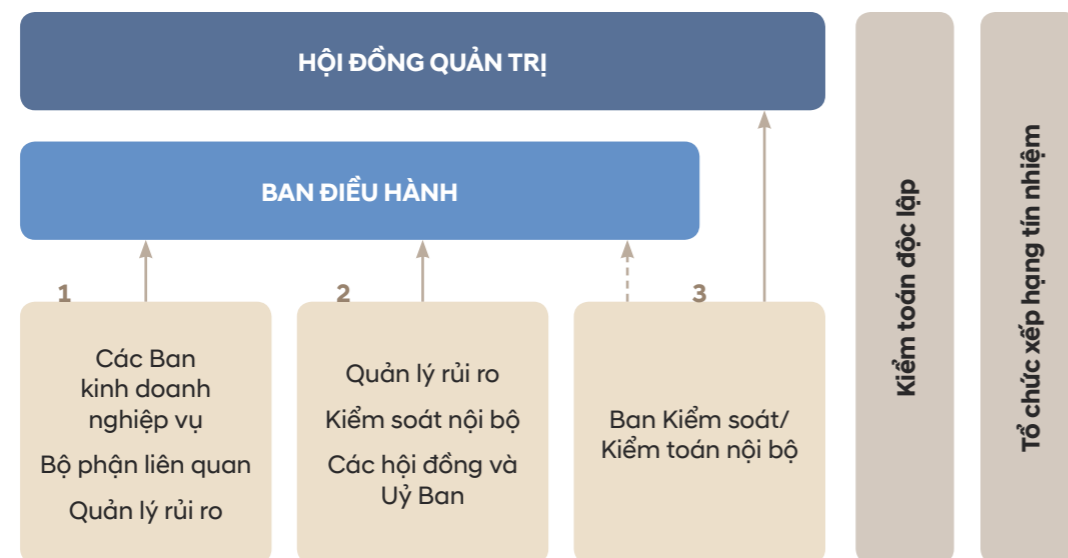 HỘI ĐỒNG QUẢN TRỊ
BAN ĐIỀU HÀNH
1
Các Ban
kinh doanh
nghiệp vụ
Bộ phận liên quan
Quản lý rủi ro
2
Quản lý rủi ro
Kiểm soát nội bộ
Các hội đồng và
Uỷ Ban
3
Ban Kiểm soát/
Kiểm toán nội bộ
Kiểm toán độc lập
Tổ chức xếp hạng tín nhiệm